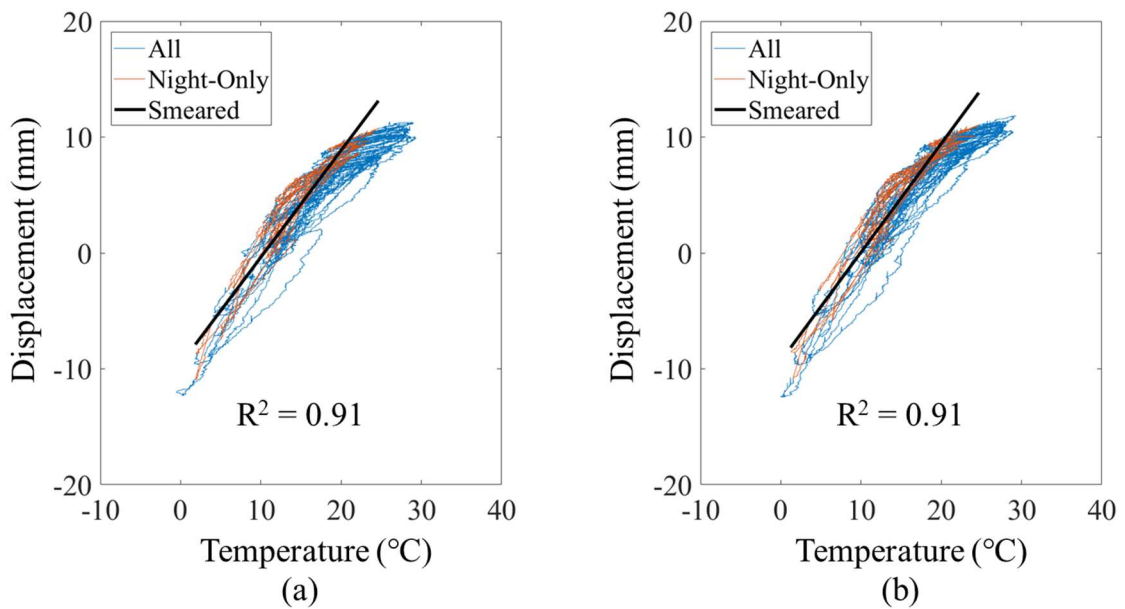 20
10
0
-10
-20
-10
0
10
20
30
40
Displacement (mm)
Temperature (°C)
All
Night-Only
Smeared
R² = 0.91
(a)
20
10
0
-10
-20
-10
0
10
20
30
40
Displacement (mm)
Temperature (°C)
All
Night-Only
Smeared
R² = 0.91
(b)